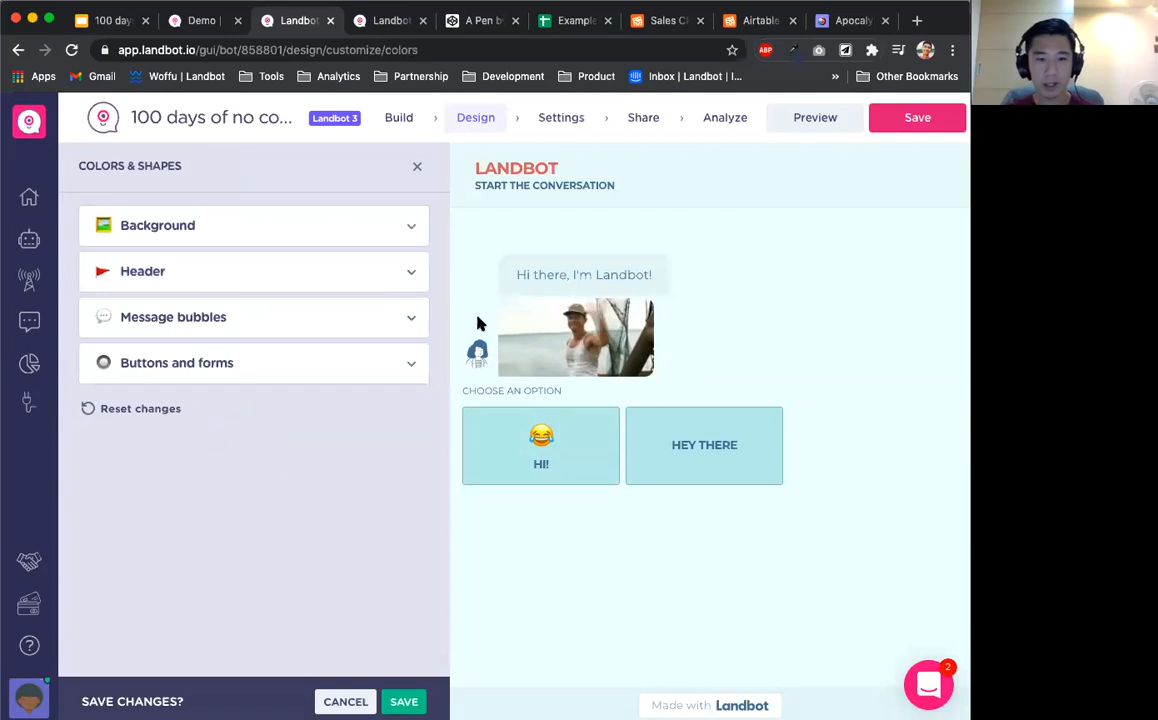 100 days
Demo |
Landbo
Landbot
A Pen by
Example
Sales C
Airtable
Apocaly
app.landbot.io/gui/bot/858801/design/customize/colors
ABP
Apps
Gmail
Woffu | Landbot
Tools
Analytics
Partnership
Development
Product
Inbox | Landbot | I...
»
Other Bookmarks
100 days of no co...
Landbot 3
Build
Design
Settings
Share
Analyze
Preview
Save
COLORS & SHAPES
Background
Header
Message bubbles
Buttons and forms
Reset changes
LANDBOT
START THE CONVERSATION
Hi there, I'm Landbot!
CHOOSE AN OPTION
HI!
HEY THERE
SAVE CHANGES?
CANCEL
SAVE
Made with Landbot
2